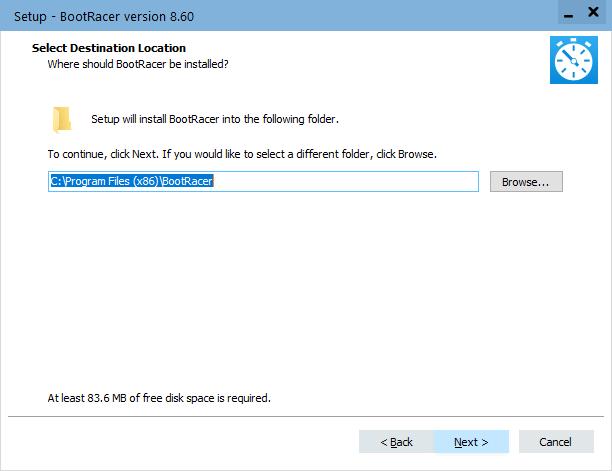 Setup - BootRacer version 8.60
Select Destination Location
Where should BootRacer be installed?
Setup will install BootRacer into the following folder.
To continue, click Next. If you would like to select a different folder, click Browse.
C:\Program Files (x86)\BootRacer
Browse...
At least 83.6 MB of free disk space is required.
< Back
Next >
Cancel